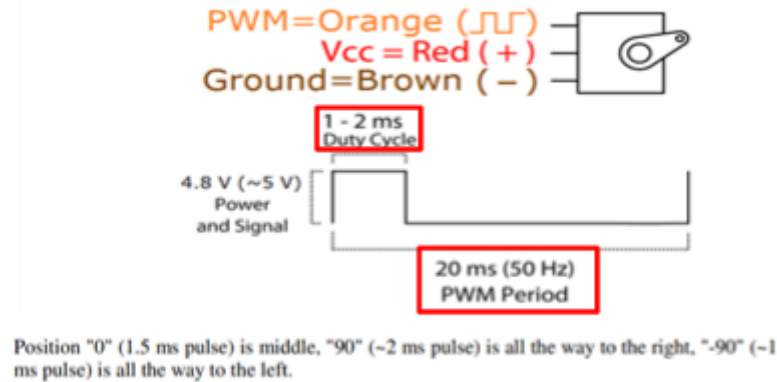 PWM=Orange (⎍⎍)
Vcc = Red ( + )
Ground=Brown ( − )
1 - 2 ms
Duty Cycle
4.8 V (~5 V)
Power
and Signal
20 ms (50 Hz)
PWM Period
Position "0" (1.5 ms pulse) is middle, "90" (~2 ms pulse) is all the way to the right, "-90" (~1
ms pulse) is all the way to the left.